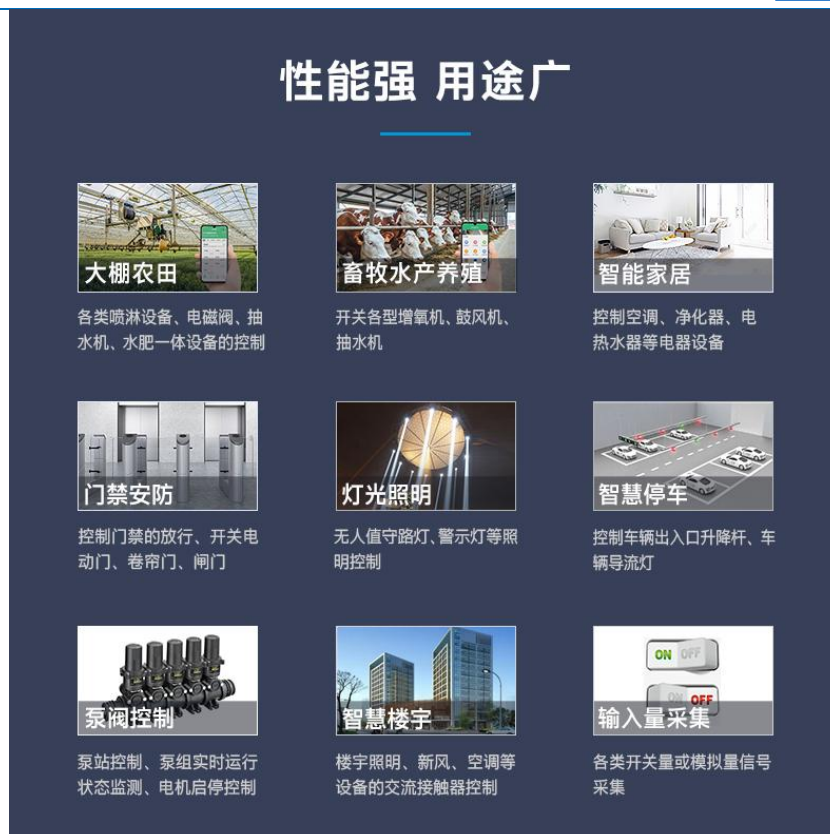 性能强 用途广
大棚农田
各类喷淋设备、电磁阀、抽
水机、水肥一体设备的控制
畜牧水产养殖
开关各型增氧机、鼓风机、
抽水机
智能家居
控制空调、净化器、电
热水器等电器设备
门禁安防
控制门禁的放行、开关电
动门、卷帘门、闸门
灯光照明
无人值守路灯、警示灯等照
明控制
智慧停车
控制车辆出入口升降杆、车
辆导流灯
泵阀控制
泵站控制、泵组实时运行
状态监测、电机启停控制
智慧楼宇
楼宇照明、新风、空调等
设备的交流接触器控制
ON OFF
ON OFF
输入量采集
各类开关量或模拟量信号
采集